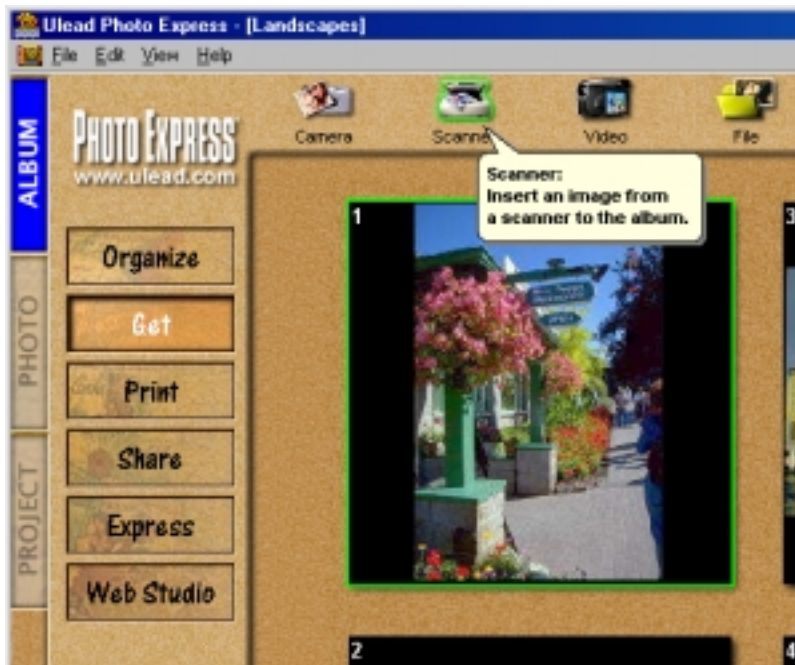 Ulead Photo Express - [Landscapes]
File Edit View Help
ALBUM
PHOTO
PROJECT
PHOTO EXPRESS
www.ulead.com
Organize
Get
Print
Share
Express
Web Studio
Camera
Scanner
Video
File
Scanner:
Insert an image from
a scanner to the album.
1
3
2
4